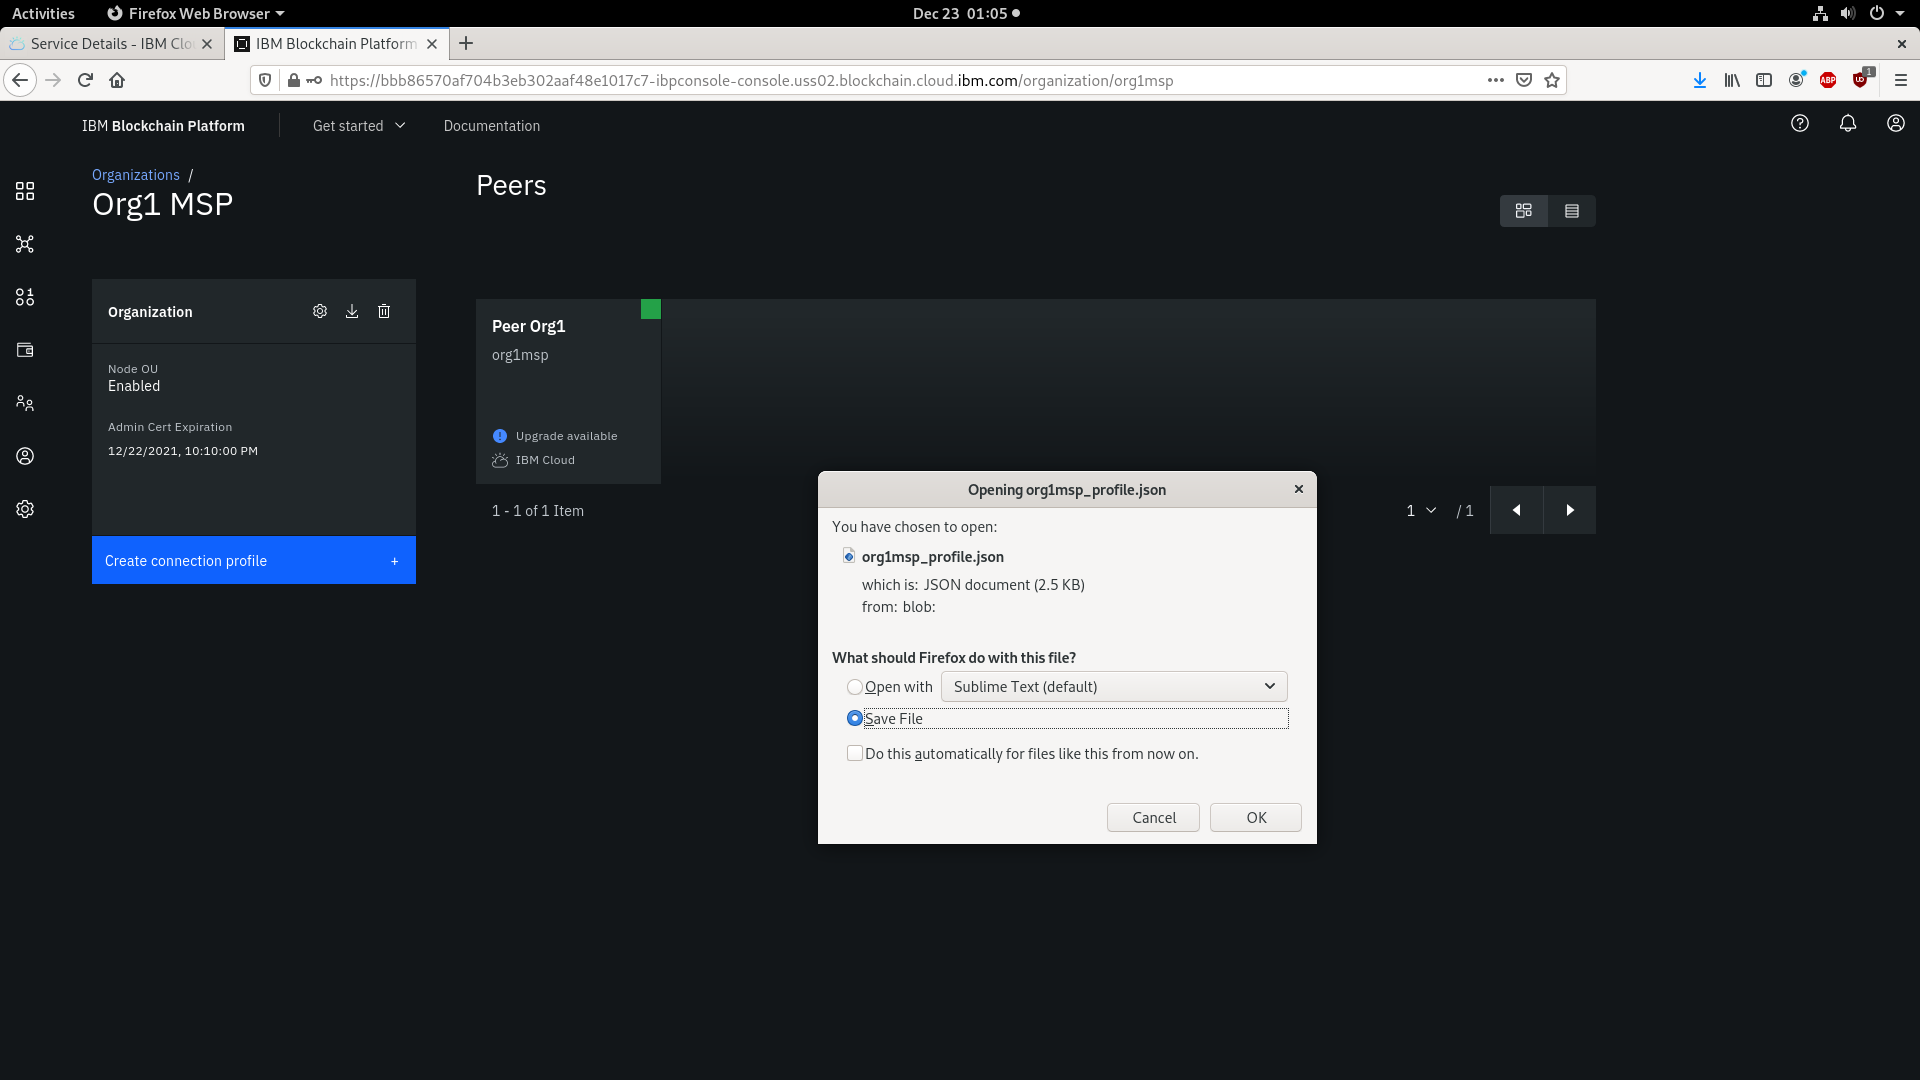 Activities
Firefox Web Browser
Dec 23 01:05
Service Details - IBM Clo
IBM Blockchain Platform
https://bbb86570af704b3eb302aaf48e1017c7-ibpconsole-console.uss02.blockchain.cloud.ibm.com/organization/org1msp
ABP
1
IBM Blockchain Platform
Get started
Documentation
Organizations /
Org1 MSP
Organization
Node OU
Enabled
Admin Cert Expiration
12/22/2021, 10:10:00 PM
Create connection profile +
Peers
Peer Org1
org1msp
Upgrade available
IBM Cloud
1 - 1 of 1 Item
1 / 1
Opening org1msp_profile.json
You have chosen to open:
org1msp_profile.json
which is: JSON document (2.5 KB)
from: blob:
What should Firefox do with this file?
Open with Sublime Text (default)
Save File
Do this automatically for files like this from now on.
Cancel OK